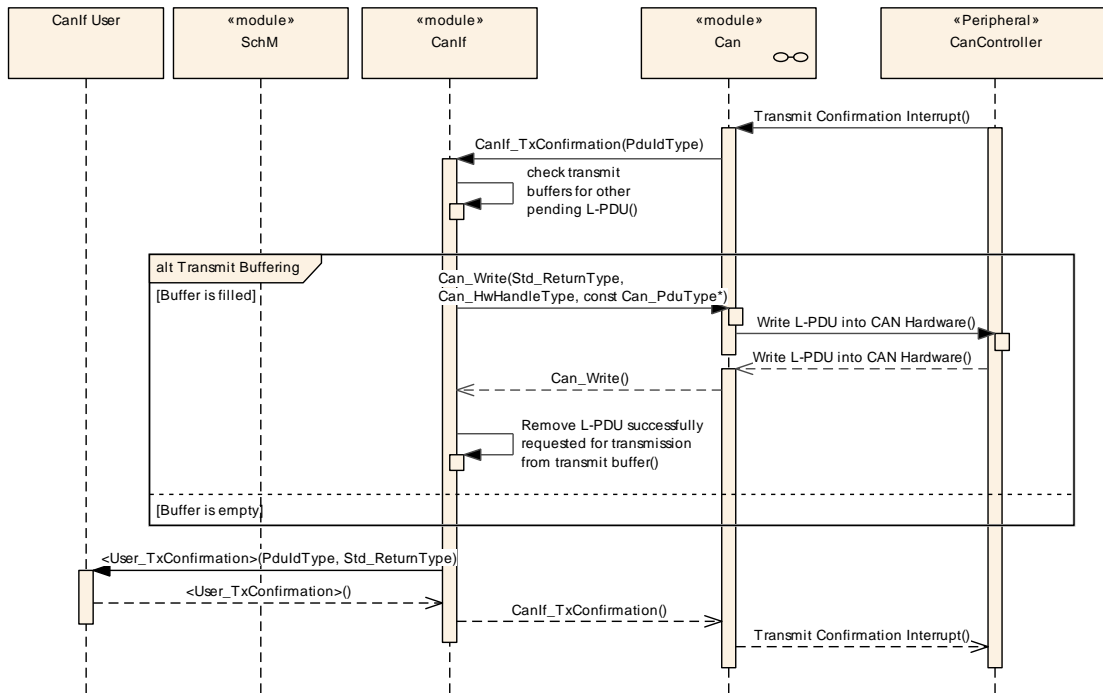 CanIf User
«module»
SchM
«module»
CanIf
«module»
Can
«Peripheral»
CanController
Transmit Confirmation Interrupt()
CanIf_TxConfirmation(PduIdType)
check transmit
buffers for other
pending L-PDU()
alt Transmit Buffering
[Buffer is filled]
Can_Write(Std_ReturnType,
Can_HwHandleType, const Can_PduType*)
Write L-PDU into CAN Hardware()
Write L-PDU into CAN Hardware()
Can_Write()
Remove L-PDU successfully
requested for transmission
from transmit buffer()
[Buffer is empty]
<User_TxConfirmation>(PduIdType, Std_ReturnType)
<User_TxConfirmation>()
CanIf_TxConfirmation()
Transmit Confirmation Interrupt()